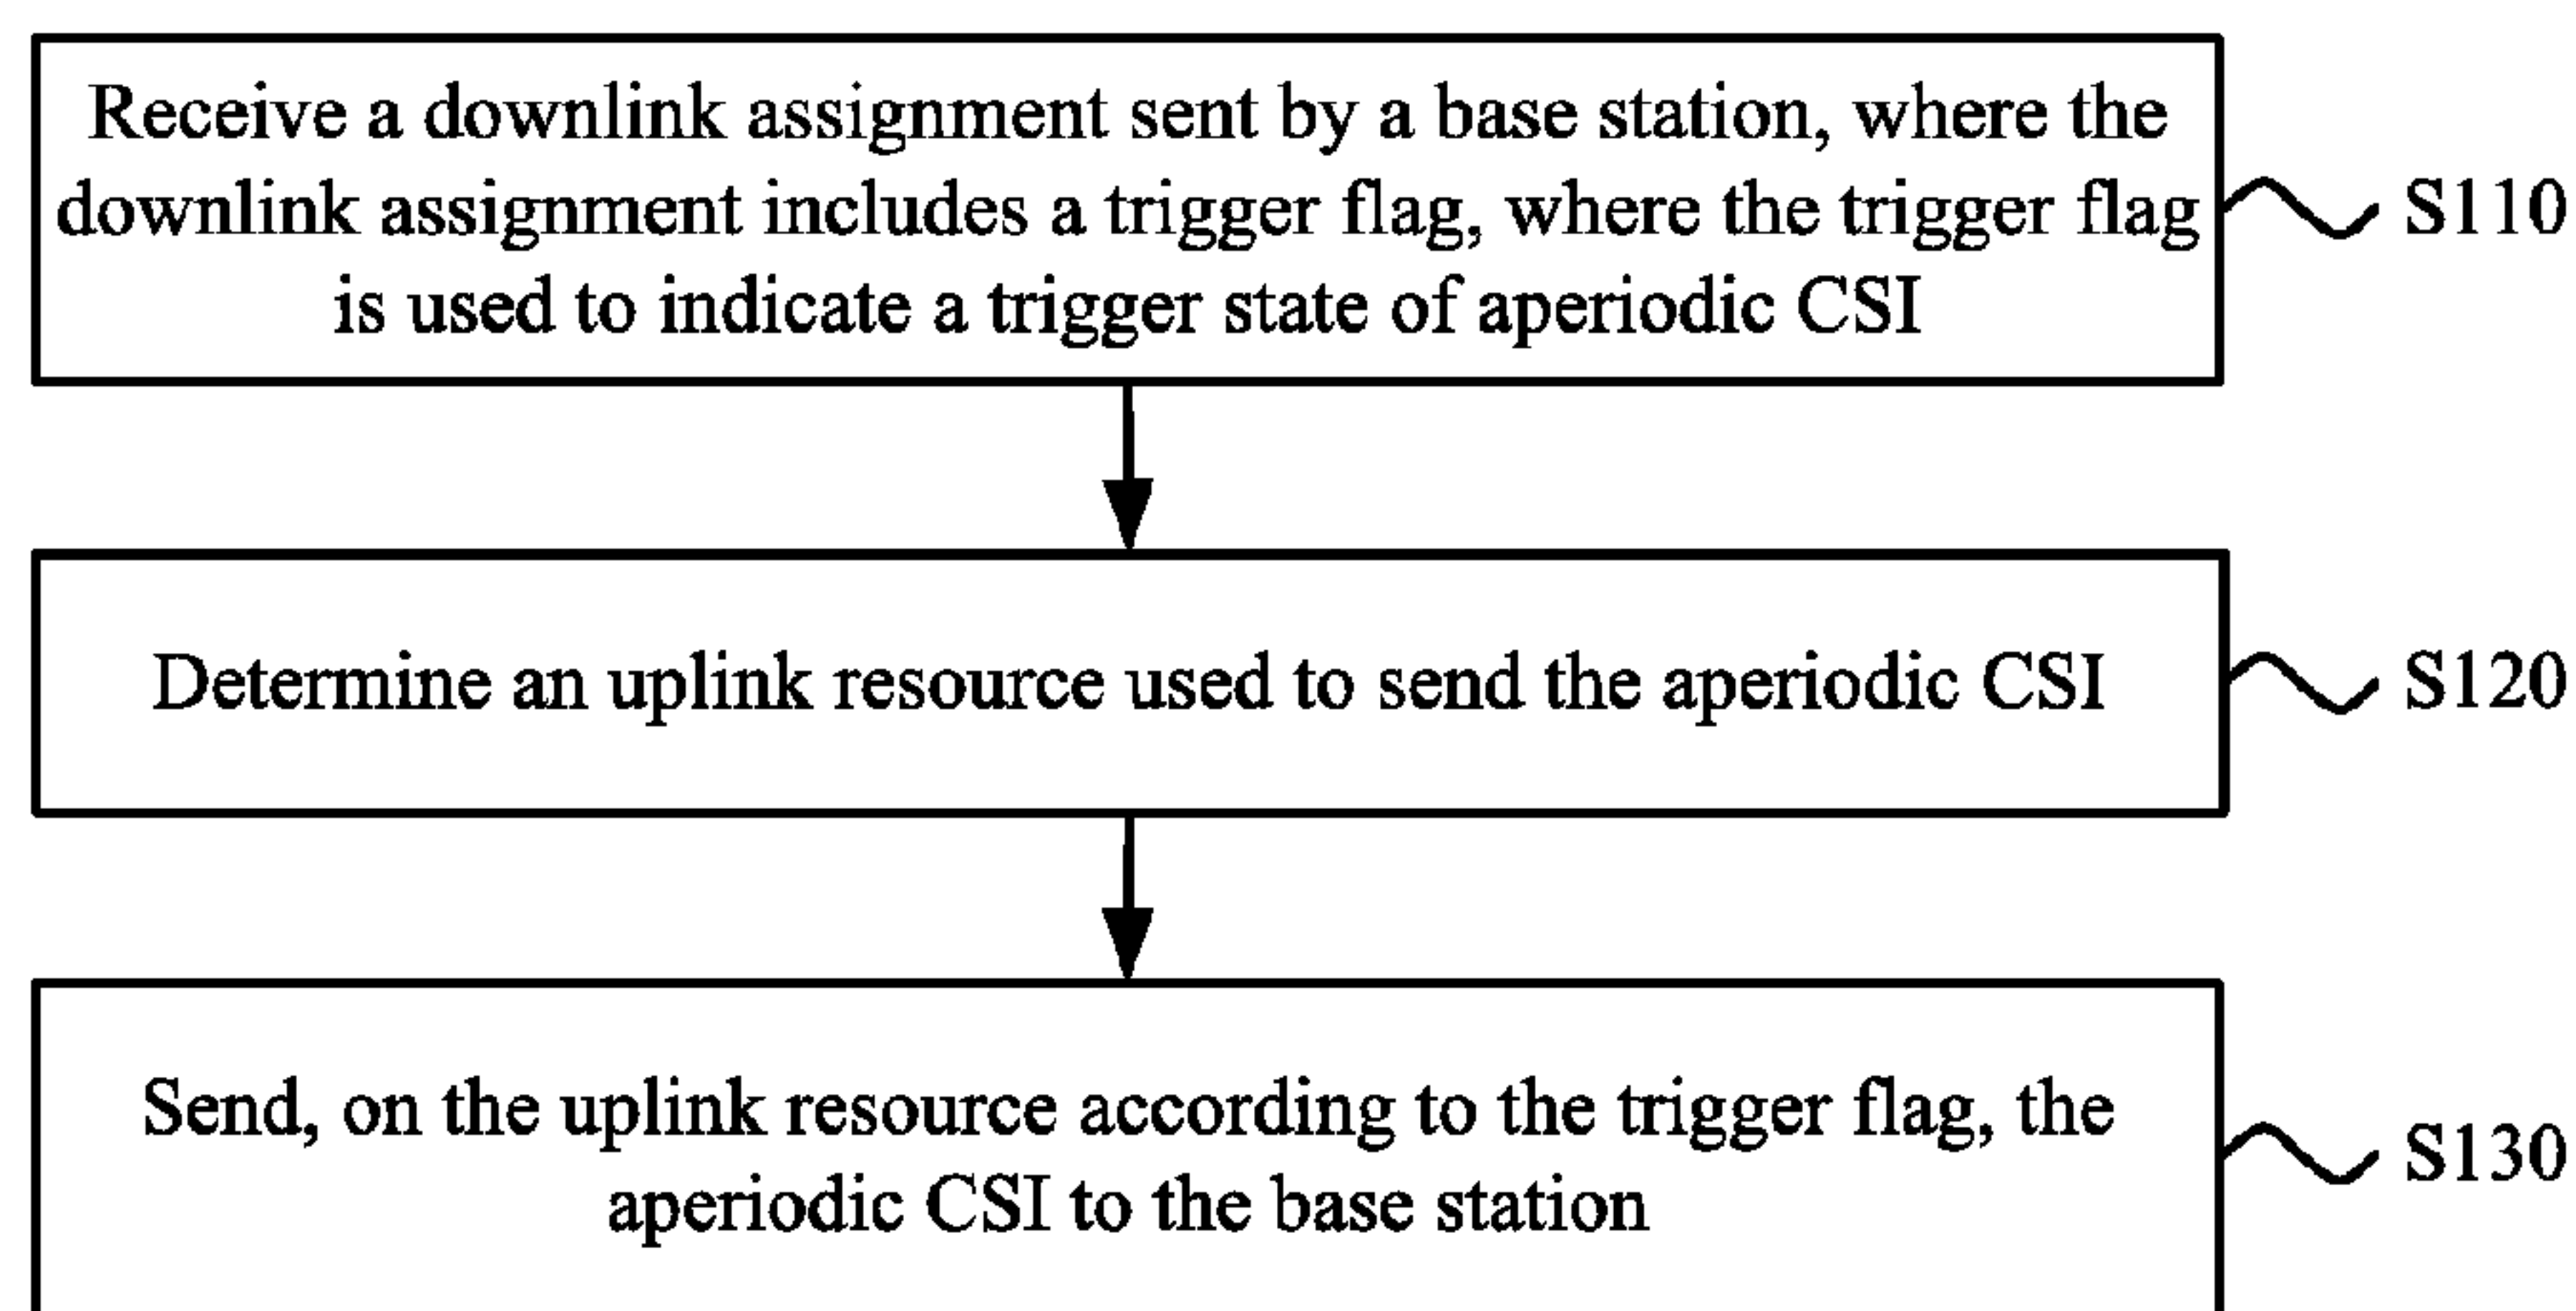 Receive a downlink assignment sent by a base station, where the
downlink assignment includes a trigger flag, where the trigger flag
is used to indicate a trigger state of aperiodic CSI
S110
Determine an uplink resource used to send the aperiodic CSI
S120
Send, on the uplink resource according to the trigger flag, the
aperiodic CSI to the base station
S130